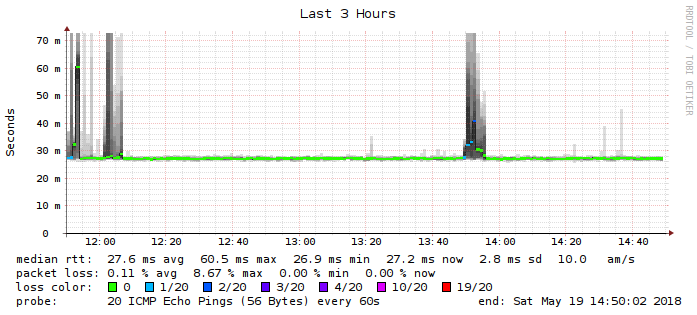 Last 3 Hours
RRDTOOL / TOBI OETIKER
Seconds
70 m
60 m
50 m
40 m
30 m
20 m
10 m
0
12:00 12:20 12:40 13:00 13:20 13:40 14:00 14:20 14:40
median rtt: 27.6 ms avg 60.5 ms max 26.9 ms min 27.2 ms now 2.8 ms sd 10.0 am/s
packet loss: 0.11 % avg 8.67 % max 0.00 % min 0.00 % now
loss color: 0 1/20 2/20 3/20 4/20 10/20 19/20
probe: 20 ICMP Echo Pings (56 Bytes) every 60s end: Sat May 19 14:50:02 2018